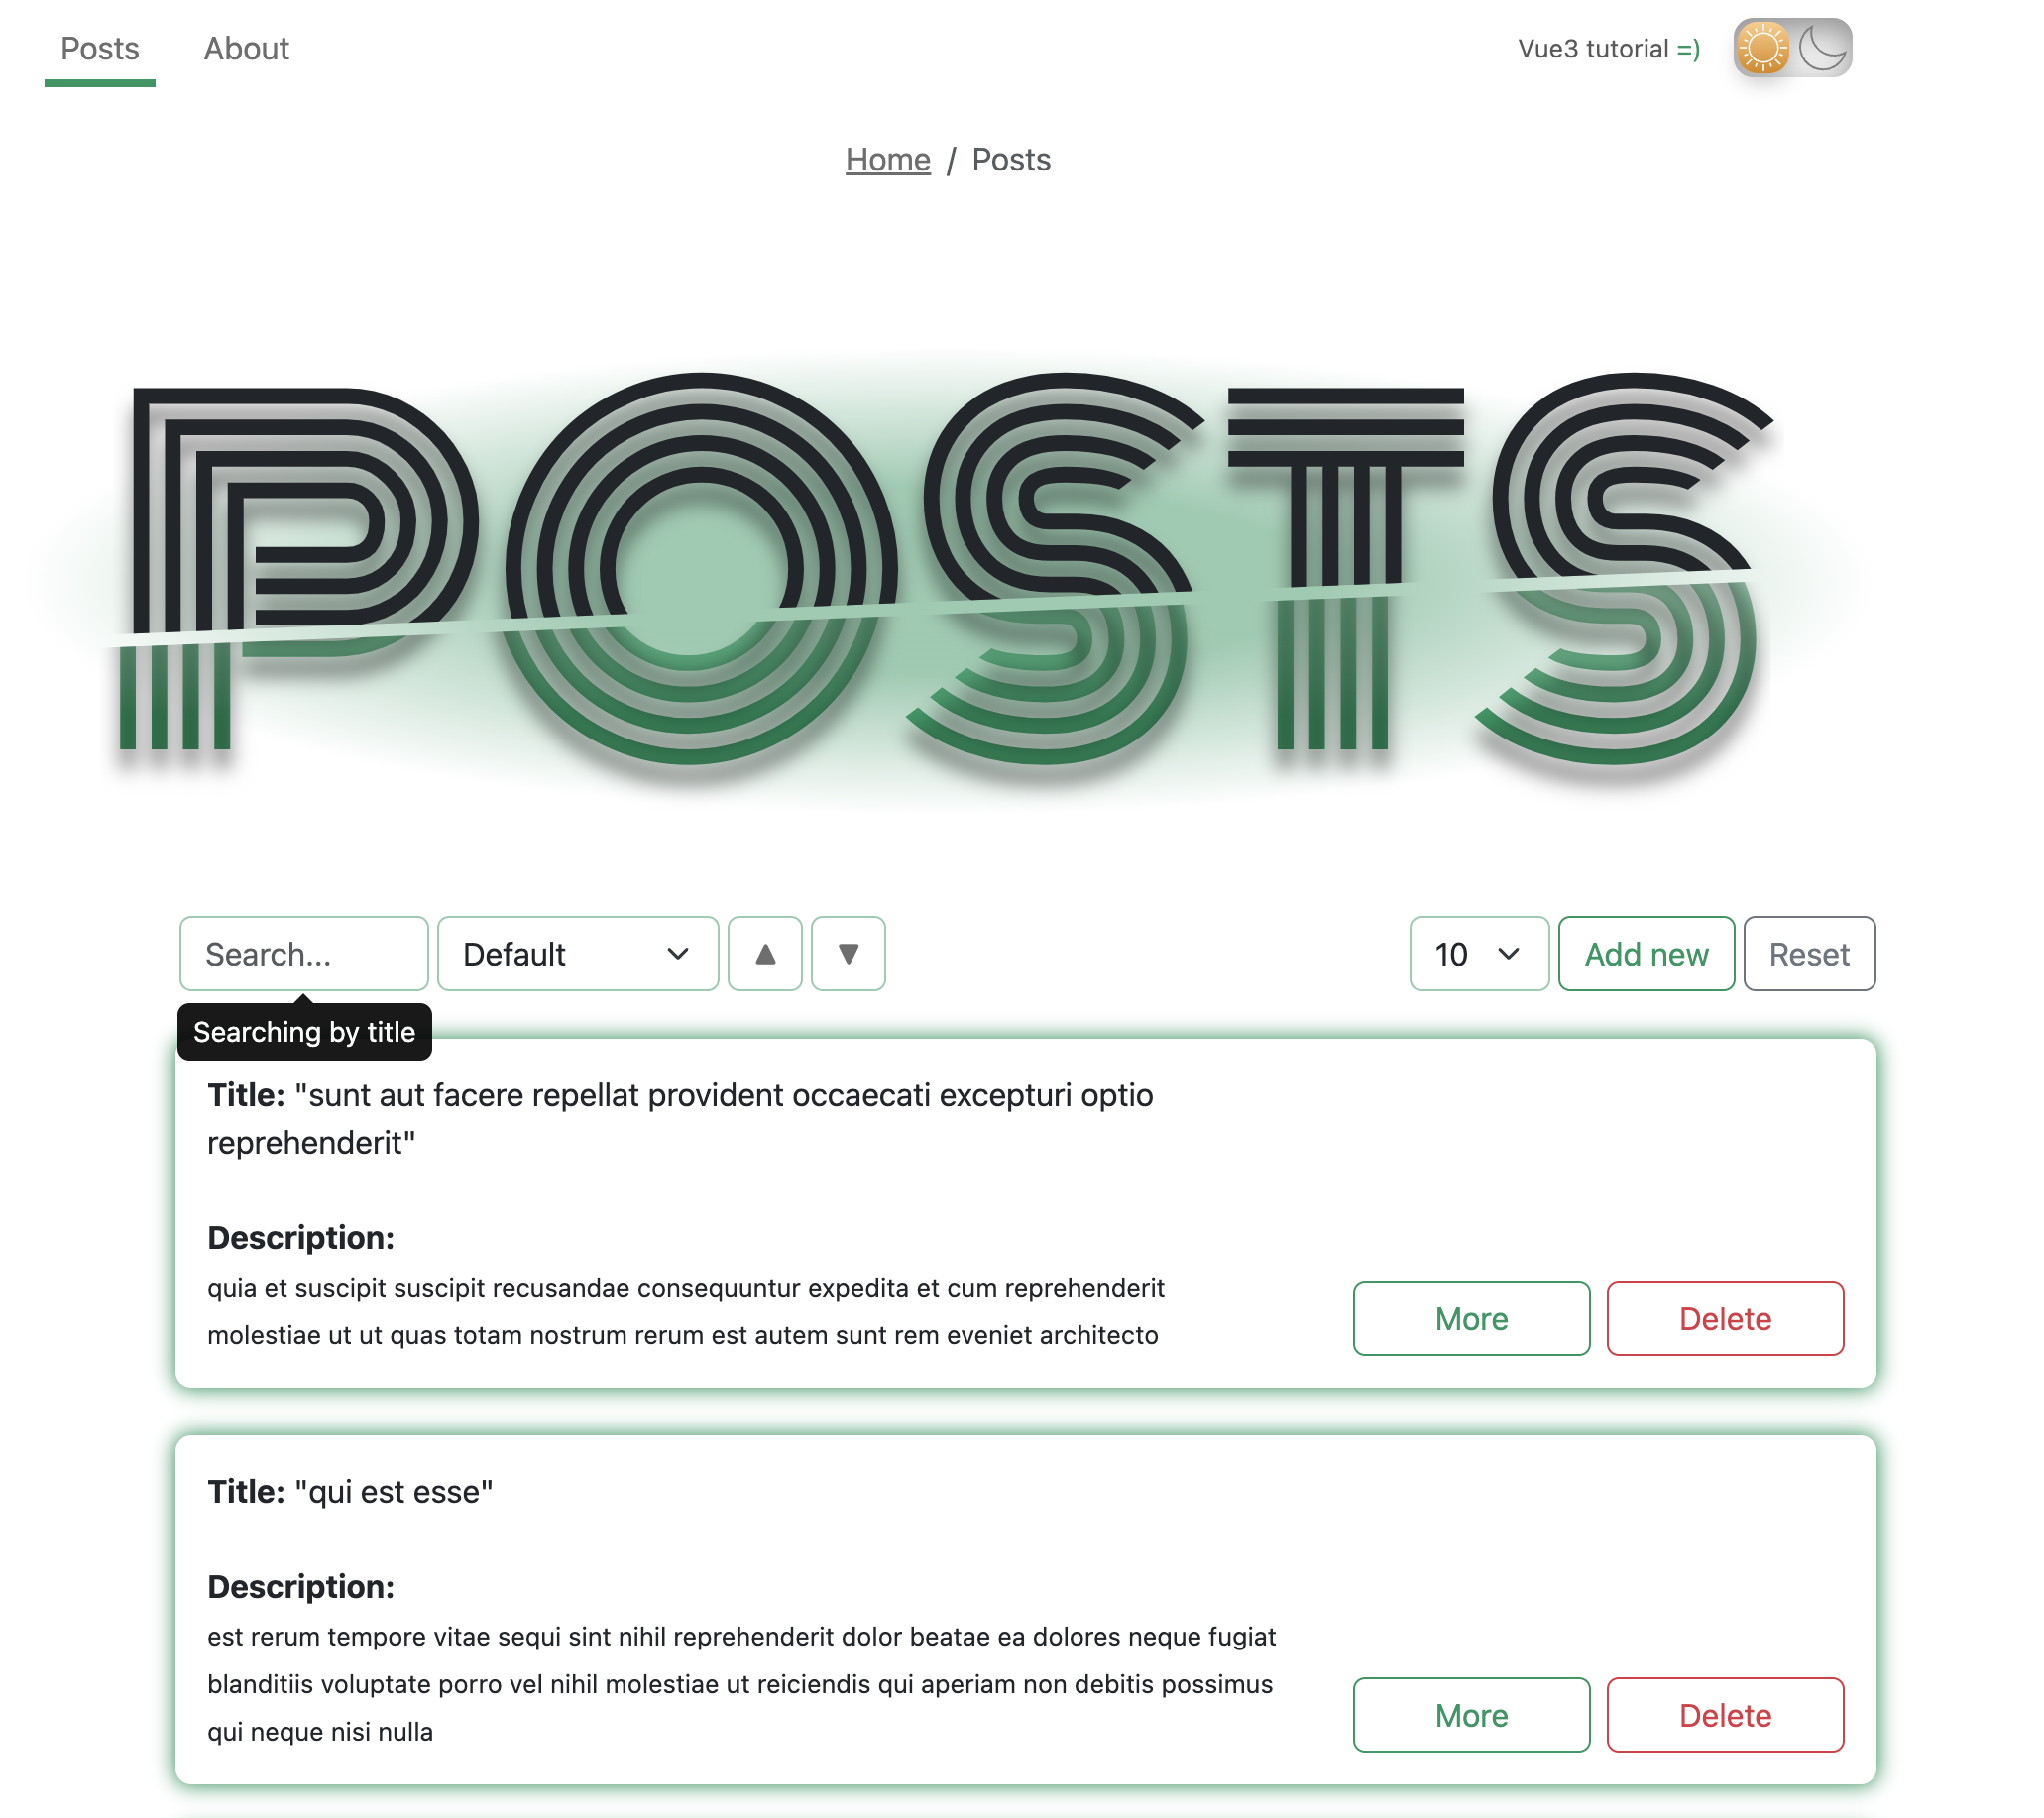 Posts About Vue3 tutorial =)
Home / Posts
POSTS
Search... Default ▲ ▼ 10 Add new Reset
Searching by title
Title: "sunt aut facere repellat provident occaecati excepturi optio
reprehenderit"
Description:
quia et suscipit suscipit recusandae consequuntur expedita et cum reprehenderit
molestiae ut ut quas totam nostrum rerum est autem sunt rem eveniet architecto
More Delete
Title: "qui est esse"
Description:
est rerum tempore vitae sequi sint nihil reprehenderit dolor beatae ea dolores neque fugiat
blanditiis voluptate porro vel nihil molestiae ut reiciendis qui aperiam non debitis possimus
qui neque nisi nulla
More Delete